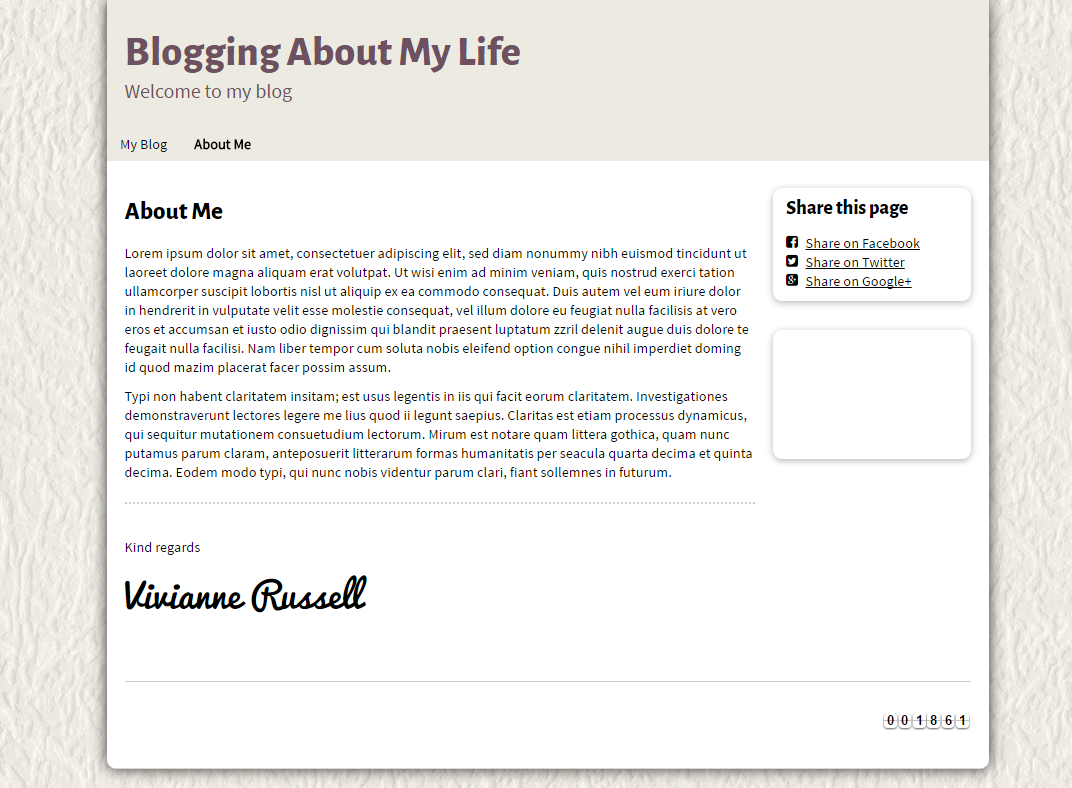 Blogging About My Life
Welcome to my blog
My Blog About Me
About Me
Lorem ipsum dolor sit amet, consectetuer adipiscing elit, sed diam nonummy nibh euismod tincidunt ut
laoreet dolore magna aliquam erat volutpat. Ut wisi enim ad minim veniam, quis nostrud exerci tation
ullamcorper suscipit lobortis nisl ut aliquip ex ea commodo consequat. Duis autem vel eum iriure dolor
in hendrerit in vulputate velit esse molestie consequat, vel illum dolore eu feugiat nulla facilisis at vero
eros et accumsan et iusto odio dignissim qui blandit praesent luptatum zzril delenit augue duis dolore te
feugait nulla facilisi. Nam liber tempor cum soluta nobis eleifend option congue nihil imperdiet doming
id quod mazim placerat facer possim assum.
Typi non habent claritatem insitam; est usus legentis in iis qui facit eorum claritatem. Investigationes
demonstraverunt lectores legere me lius quod ii legunt saepius. Claritas est etiam processus dynamicus,
qui sequitur mutationem consuetudium lectorum. Mirum est notare quam littera gothica, quam nunc
putamus parum claram, anteposuerit litterarum formas humanitatis per seacula quarta decima et quinta
decima. Eodem modo typi, qui nunc nobis videntur parum clari, fiant sollemnes in futurum.
Kind regards
Vivianne Russell
Share this page
Share on Facebook
Share on Twitter
Share on Google+
001861